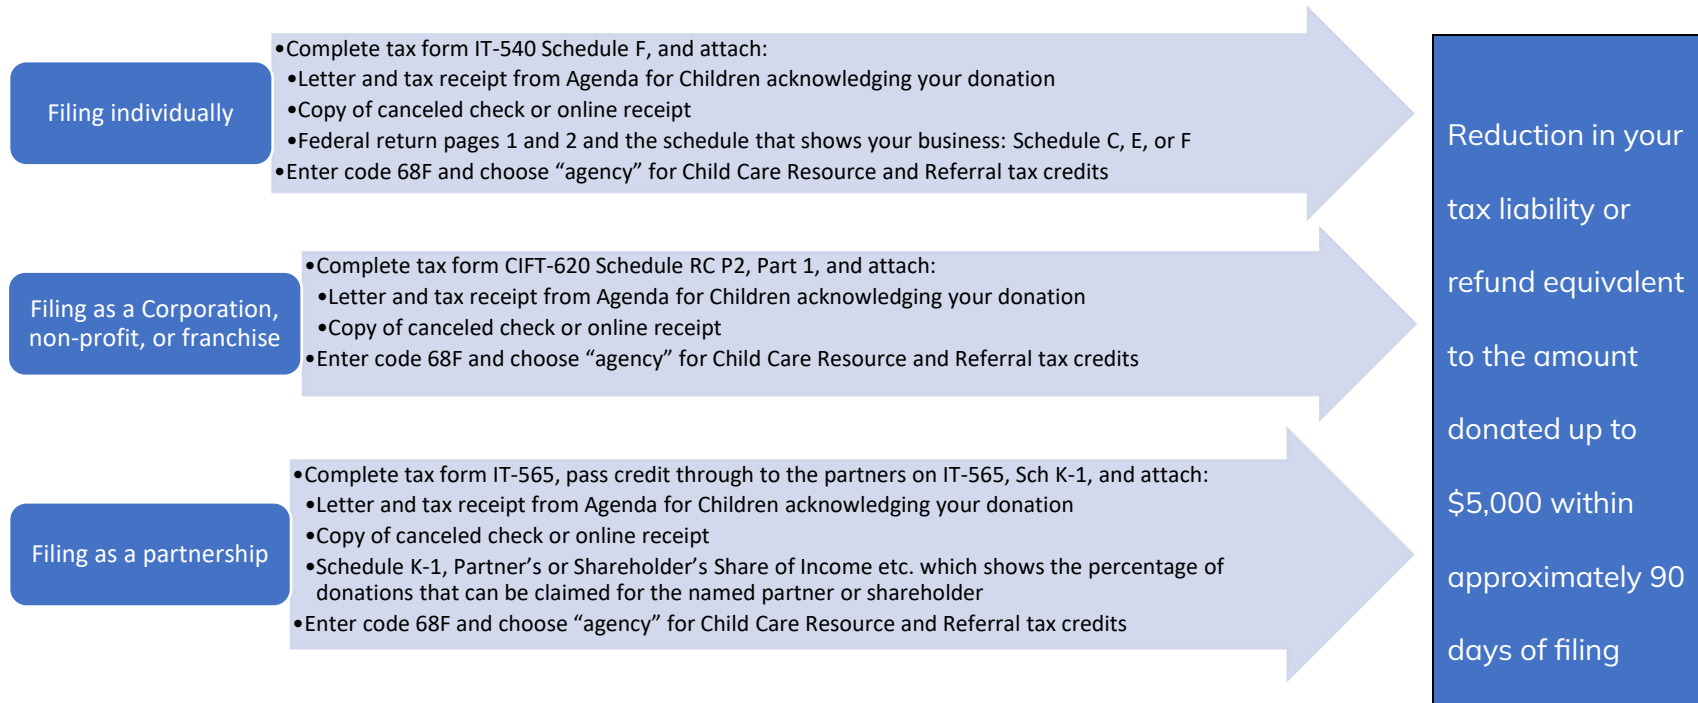 Filing individually
•Complete tax form IT-540 Schedule F, and attach:
•Letter and tax receipt from Agenda for Children acknowledging your donation
•Copy of canceled check or online receipt
•Federal return pages 1 and 2 and the schedule that shows your business: Schedule C, E, or F
•Enter code 68F and choose “agency” for Child Care Resource and Referral tax credits
Filing as a Corporation,
non-profit, or franchise
•Complete tax form CIFT-620 Schedule RC P2, Part 1, and attach:
•Letter and tax receipt from Agenda for Children acknowledging your donation
•Copy of canceled check or online receipt
•Enter code 68F and choose “agency” for Child Care Resource and Referral tax credits
Filing as a partnership
•Complete tax form IT-565, pass credit through to the partners on IT-565, Sch K-1, and attach:
•Letter and tax receipt from Agenda for Children acknowledging your donation
•Copy of canceled check or online receipt
•Schedule K-1, Partner’s or Shareholder’s Share of Income etc. which shows the percentage of
donations that can be claimed for the named partner or shareholder
•Enter code 68F and choose “agency” for Child Care Resource and Referral tax credits
Reduction in your
tax liability or
refund equivalent
to the amount
donated up to
$5,000 within
approximately 90
days of filing